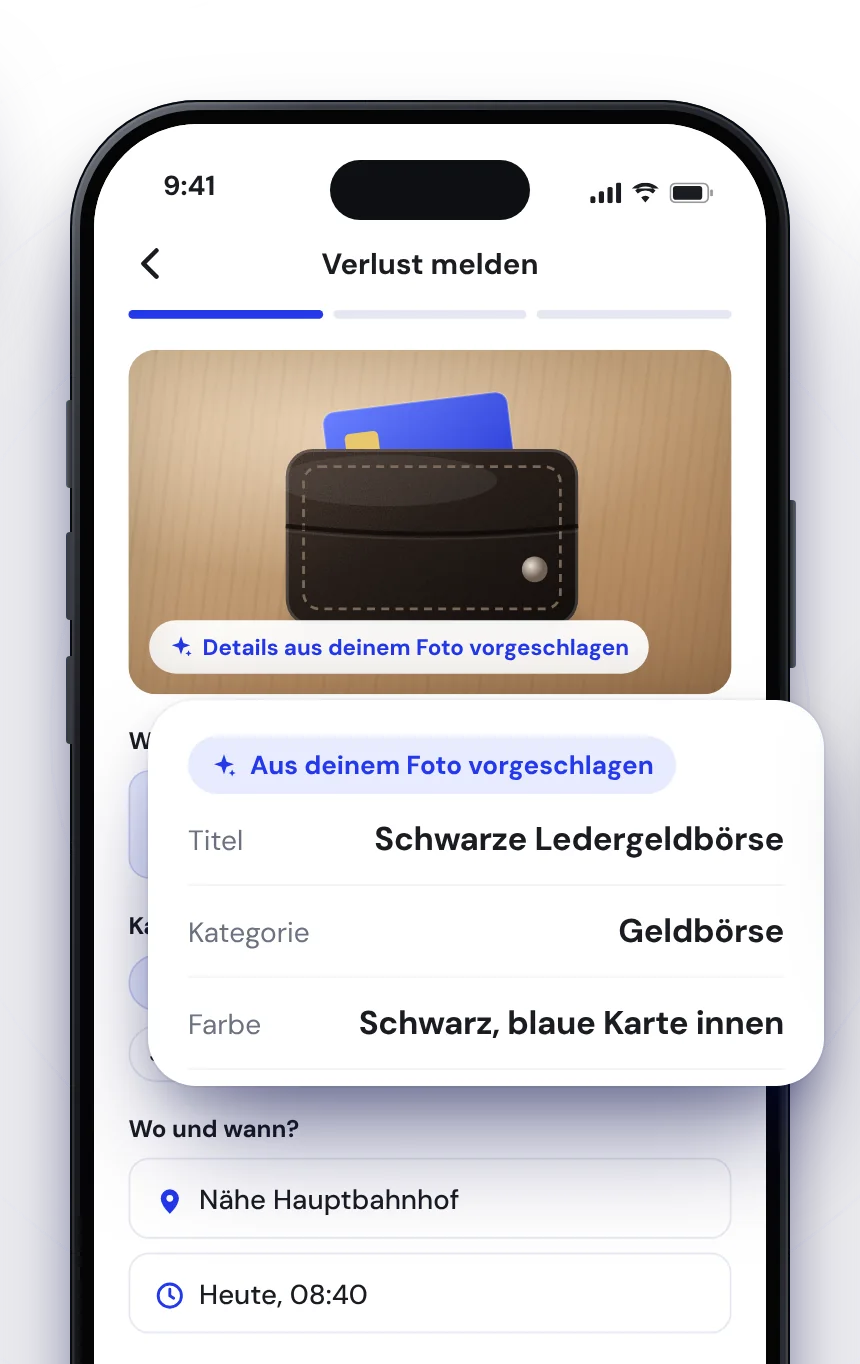 9:41
Verlust melden
Details aus deinem Foto vorgeschlagen
Aus deinem Foto vorgeschlagen
Titel Schwarze Ledergeldbörse
Kategorie Geldbörse
Farbe Schwarz, blaue Karte innen
Wo und wann?
Nähe Hauptbahnhof
Heute, 08:40